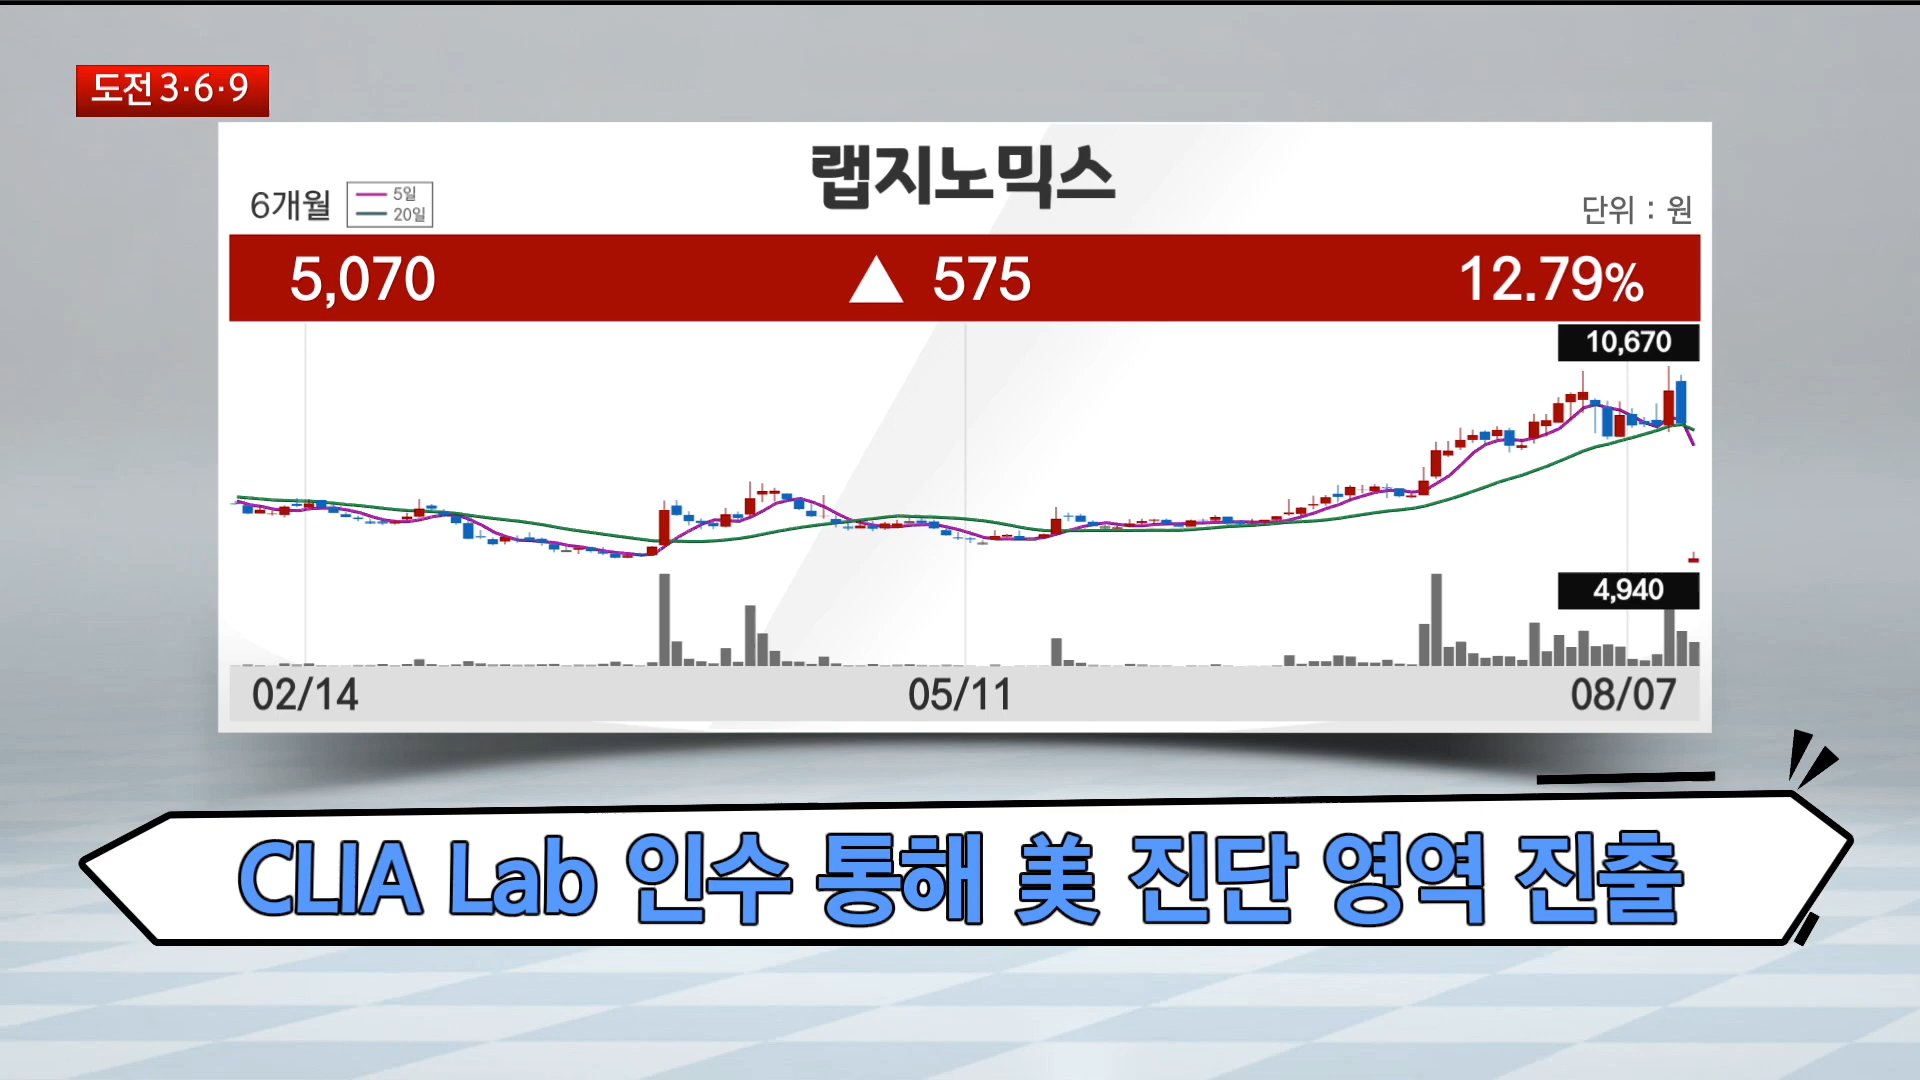 도전 3·6·9
랩지노믹스
6개월
5일
20일
단위 : 원
5,070 ▲ 575 12.79%
10,670
4,940
02/14 05/11 08/07
CLIA Lab 인수 통해 美 진단 영역 진출